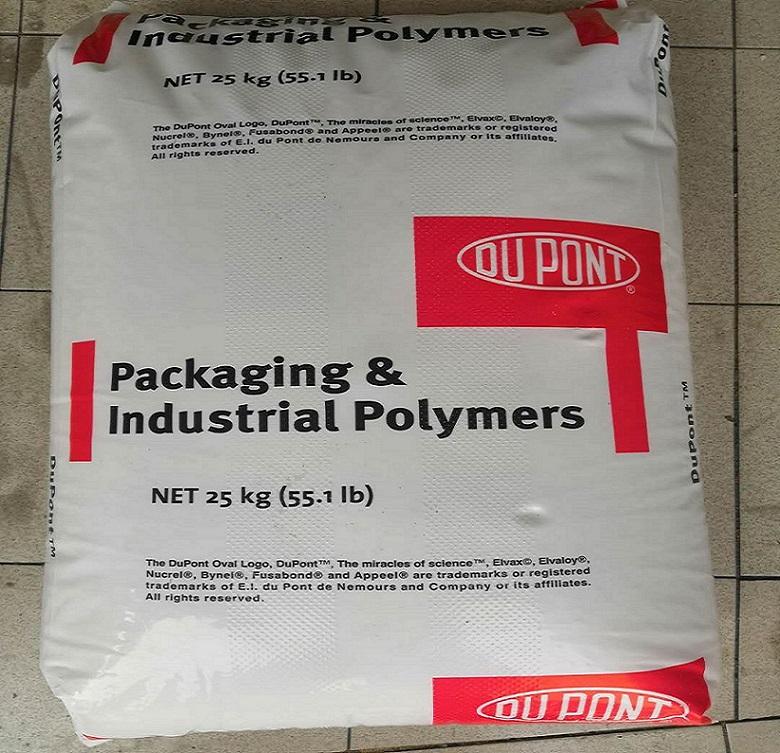 Packaging &
Industrial Polymers
NET 25 kg (55.1 lb)
The DuPont Oval Logo, DuPont™, The miracles of science™, Elvax©, Elvaloy®,
Nucrel®, Bynel®, Fusabond® and Appeel® are trademarks or registered
trademarks of E.I. du Pont de Nemours and Company or its affiliates.
All rights reserved.
DuPont™
DuPont
DU PONT®
Packaging &
Industrial Polymers
DuPont™
NET 25 kg (55.1 lb)
DuPont™
The DuPont Oval Logo, DuPont™, The miracles of science™, Elvax©, Elvaloy®,
Nucrel®, Bynel®, Fusabond® and Appeel® are trademarks or registered
trademarks of E.I. du Pont de Nemours and Company or its affiliates.
All rights reserved.
DU PONT